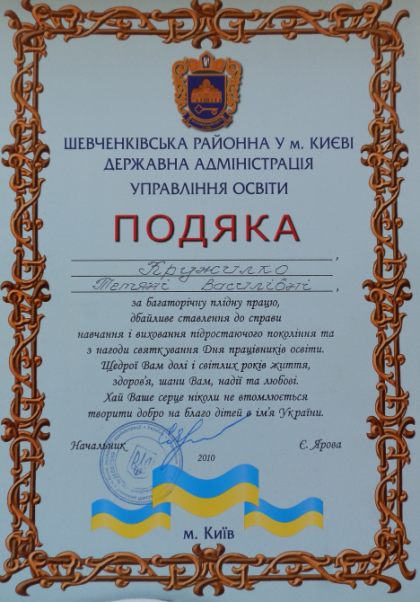 ШЕВЧЕНКІВСЬКА РАЙОННА У м. КИЄВІ
ДЕРЖАВНА АДМІНІСТРАЦІЯ
УПРАВЛІННЯ ОСВІТИ
ПОДЯКА
Кружилко,
Тетяні Василівні,
за багаторічну плідну працю,
дбайливе ставлення до справи
навчання і виховання підростаючого покоління та
з нагоди святкування Дня працівників освіти.
Щедрої Вам долі і світлих років життя,
здоров'я, шани Вам, надії та любові.
Хай Ваше серце ніколи не втомлюється
творити добро на благо дітей в ім'я України.
Начальник Є. Ярова
2010
м. Київ